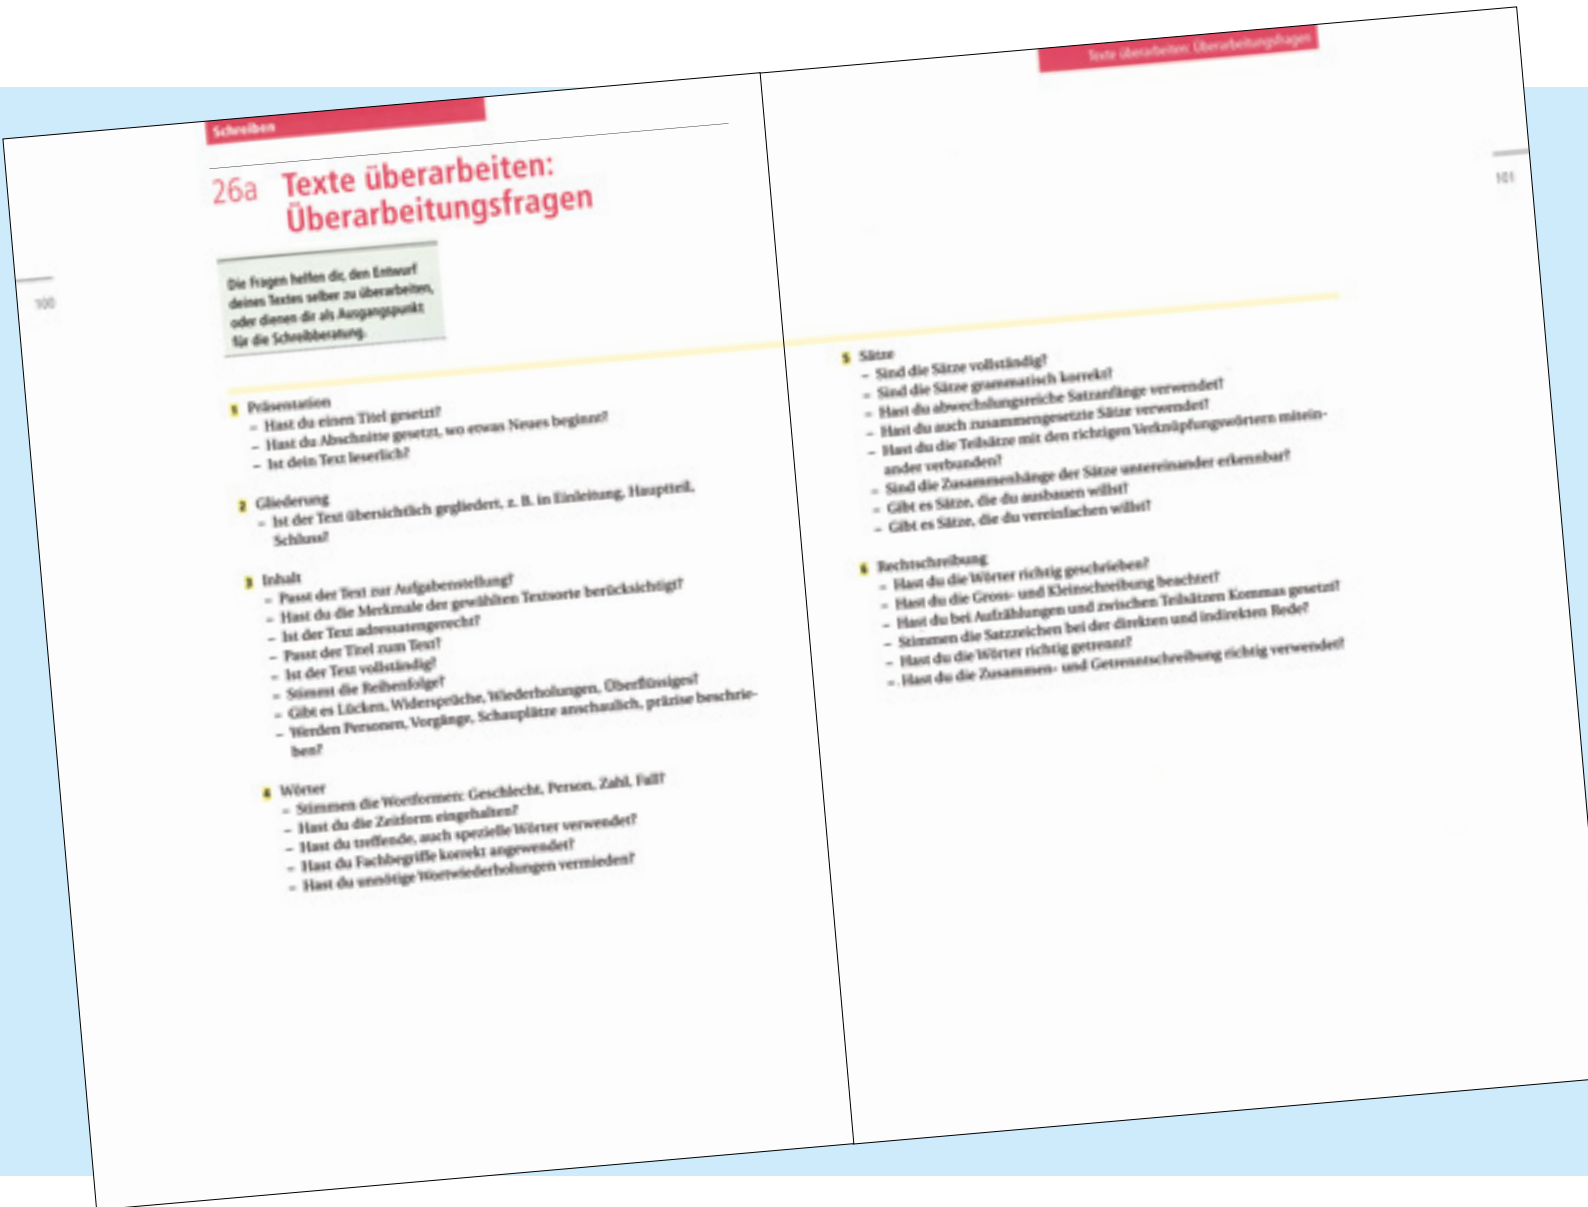 Schreiben
26a Texte überarbeiten:
Überarbeitungsfragen
Die Fragen helfen dir, den Entwurf
deines Textes selber zu überarbeiten,
oder dienen dir als Ausgangspunkt
für die Schreibberatung.
100
1 Präsentation
– Hast du einen Titel gesetzt?
– Hast du Abschnitte gesetzt, wo etwas Neues beginnt?
– Ist dein Text leserlich?
2 Gliederung
– Ist der Text übersichtlich gegliedert, z. B. in Einleitung, Hauptteil,
Schluss?
3 Inhalt
– Passt der Text zur Aufgabenstellung?
– Hast du die Merkmale der gewählten Textsorte berücksichtigt?
– Ist der Text adressatengerecht?
– Passt der Titel zum Text?
– Ist der Text vollständig?
– Stimmt die Reihenfolge?
– Gibt es Lücken, Widersprüche, Wiederholungen, Überflüssiges?
– Werden Personen, Vorgänge, Schauplätze anschaulich, präzise beschrie-
ben?
4 Wörter
– Stimmen die Wortformen: Geschlecht, Person, Zahl, Fall?
– Hast du die Zeitform eingehalten?
– Hast du treffende, auch spezielle Wörter verwendet?
– Hast du Fachbegriffe korrekt angewendet?
– Hast du unnötige Wortwiederholungen vermieden?
Texte überarbeiten: Überarbeitungsfragen
101
5 Sätze
– Sind die Sätze vollständig?
– Sind die Sätze grammatisch korrekt?
– Hast du abwechslungsreiche Satzanfänge verwendet?
– Hast du auch zusammengesetzte Sätze verwendet?
– Hast du die Teilsätze mit den richtigen Verknüpfungswörtern mitein-
ander verbunden?
– Sind die Zusammenhänge der Sätze untereinander erkennbar?
– Gibt es Sätze, die du ausbauen willst?
– Gibt es Sätze, die du vereinfachen willst?
6 Rechtschreibung
– Hast du die Wörter richtig geschrieben?
– Hast du die Gross- und Kleinschreibung beachtet?
– Hast du bei Aufzählungen und zwischen Teilsätzen Kommas gesetzt?
– Stimmen die Satzzeichen bei der direkten und indirekten Rede?
– Hast du die Wörter richtig getrennt?
– Hast du die Zusammen- und Getrenntschreibung richtig verwendet?